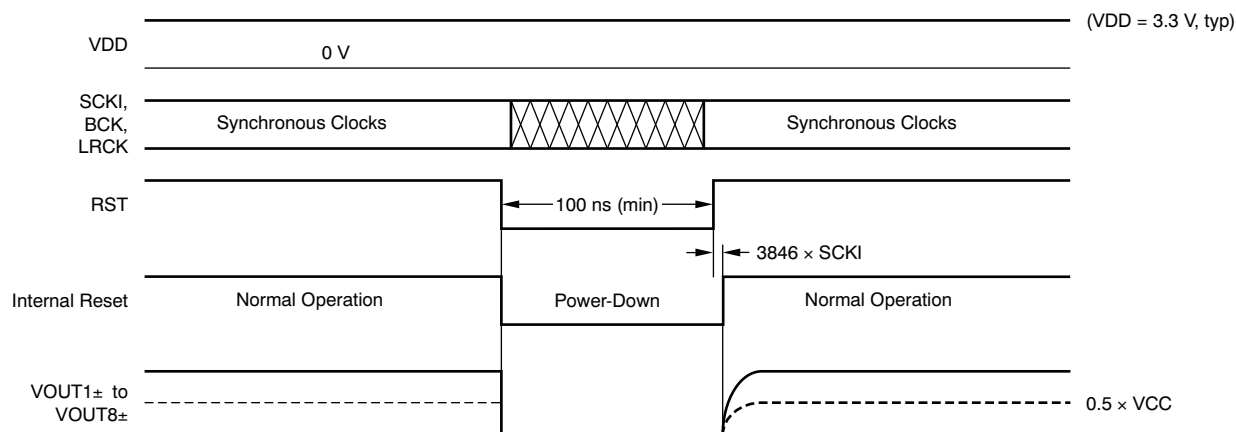 (VDD = 3.3 V, typ)
VDD
0 V
SCKI,
BCK,
LRCK
Synchronous Clocks
Synchronous Clocks
RST
100 ns (min)
3846 × SCKI
Internal Reset
Normal Operation
Power-Down
Normal Operation
VOUT1± to
VOUT8±
0.5 × VCC